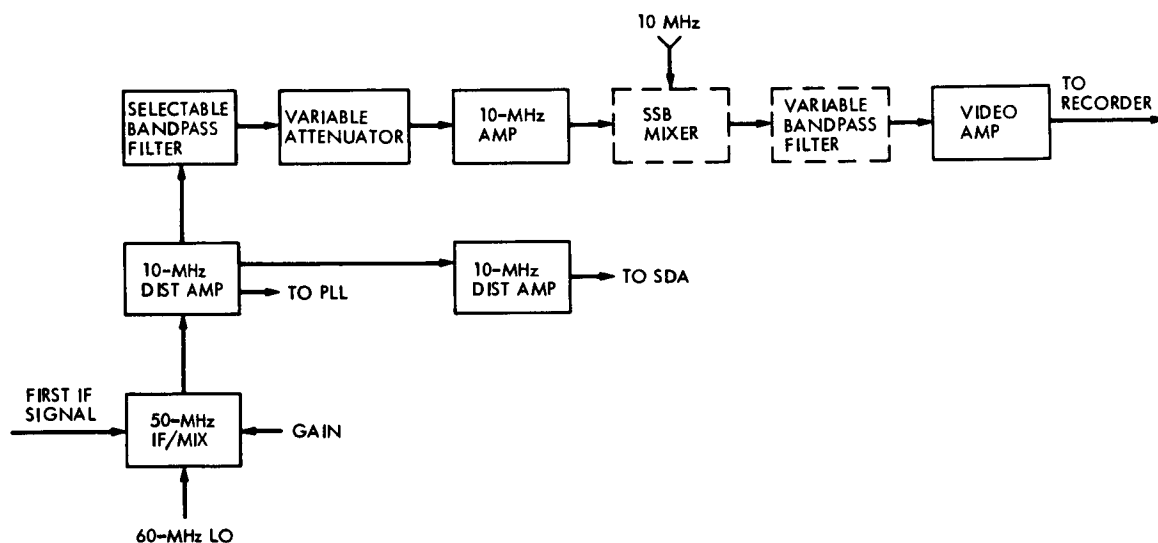 10 MHz
SELECTABLE
BANDPASS
FILTER
VARIABLE
ATTENUATOR
10-MHz
AMP
SSB
MIXER
VARIABLE
BANDPASS
FILTER
VIDEO
AMP
TO
RECORDER
10-MHz
DIST AMP
TO PLL
10-MHz
DIST AMP
TO SDA
FIRST IF
SIGNAL
50-MHz
IF/MIX
GAIN
60-MHz LO